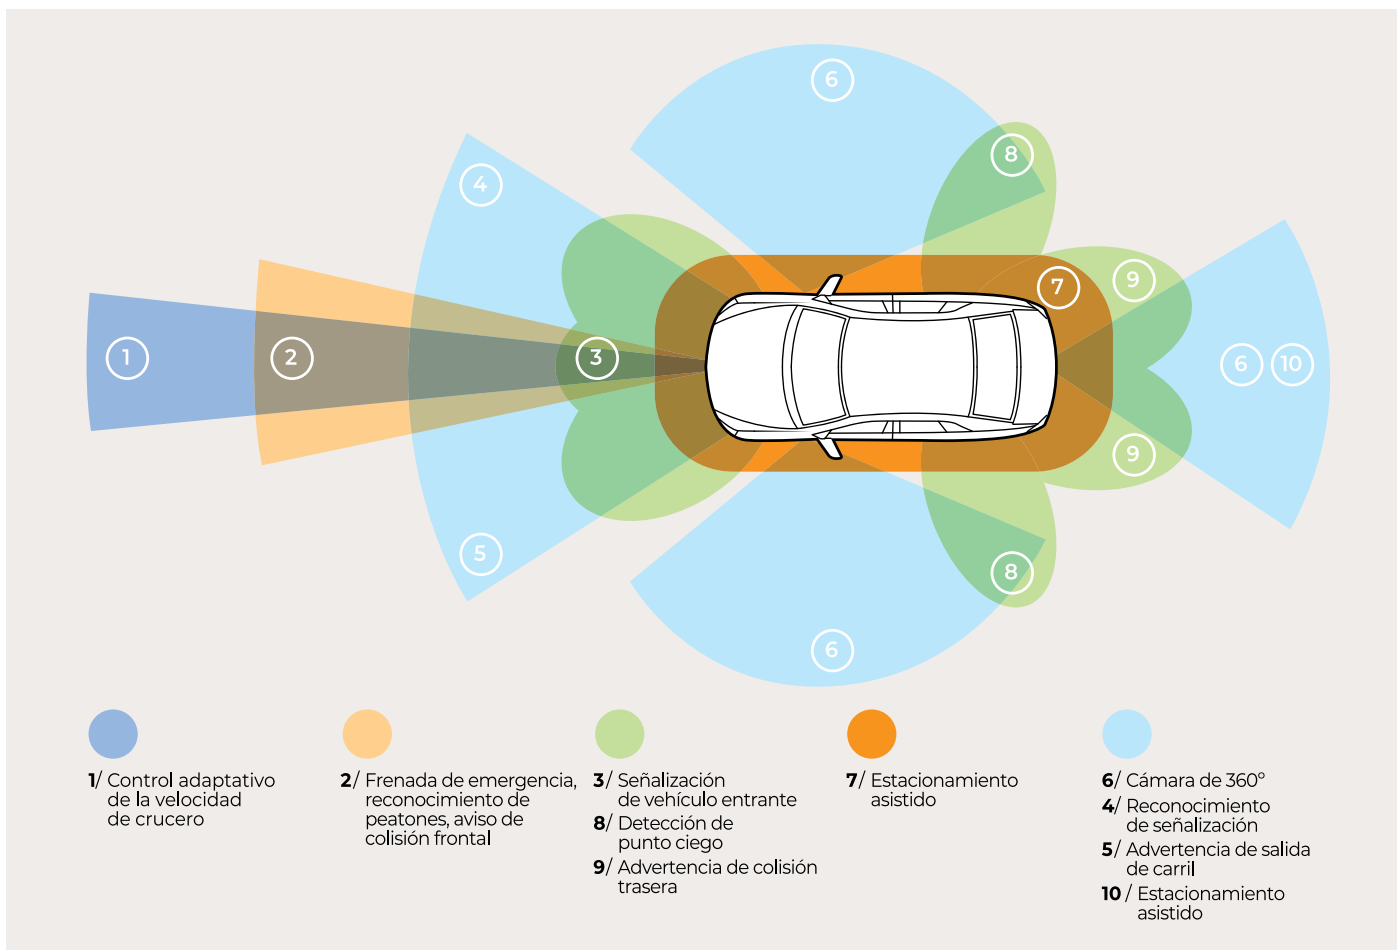 6
8
4
9
7
1
2
3
6
10
9
5
8
6
1/ Control adaptativo
de la velocidad
de crucero
2/ Frenada de emergencia,
reconocimiento de
peatones, aviso de
colisión frontal
3/ Señalización
de vehículo entrante
8/ Detección de
punto ciego
9/ Advertencia de colisión
trasera
7/ Estacionamiento
asistido
6/ Cámara de 360º
4/ Reconocimiento
de señalización
5/ Advertencia de salida
de carril
10/ Estacionamiento
asistido